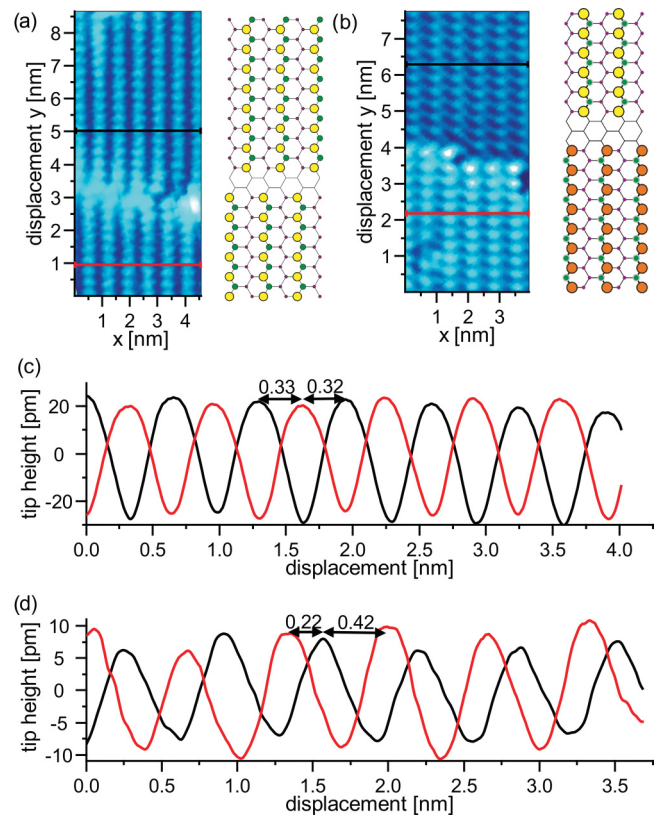 (a)
displacement y [nm]
8
7
6
5
4
3
2
1
1 2 3 4
x [nm]
(b)
displacement y [nm]
7
6
5
4
3
2
1
1 2 3
x [nm]
(c)
0.33 0.32
tip height [pm]
20
0
-20
0.0 0.5 1.0 1.5 2.0 2.5 3.0 3.5 4.0
displacement [nm]
(d)
0.22 0.42
tip height [pm]
10
5
0
-5
-10
0.0 0.5 1.0 1.5 2.0 2.5 3.0 3.5
displacement [nm]